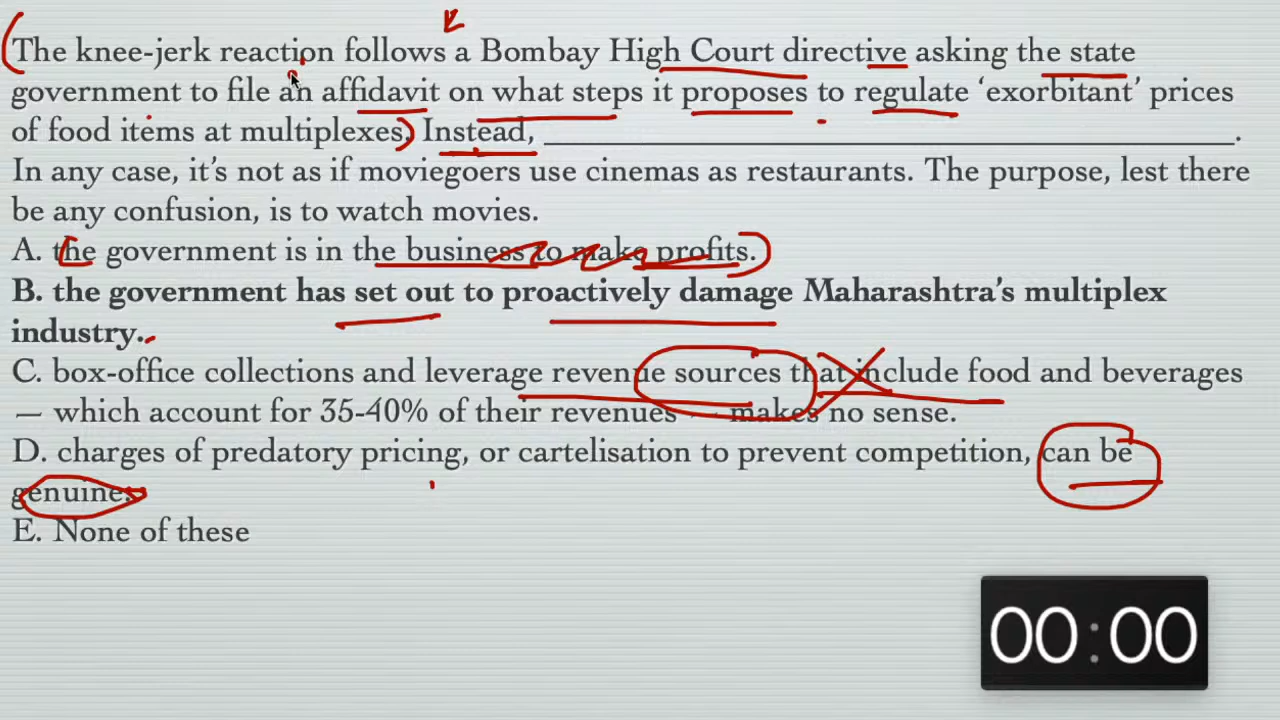 The knee-jerk reaction follows a Bombay High Court directive asking the state
government to file an affidavit on what steps it proposes to regulate ‘exorbitant’ prices
of food items at multiplexes. Instead, ______________________________.
In any case, it’s not as if moviegoers use cinemas as restaurants. The purpose, lest there
be any confusion, is to watch movies.
A. the government is in the business to make profits.
B. the government has set out to proactively damage Maharashtra’s multiplex
industry.
C. box-office collections and leverage revenue sources that include food and beverages
— which account for 35-40% of their revenues — makes no sense.
D. charges of predatory pricing, or cartelisation to prevent competition, can be
genuine.
E. None of these
00:00